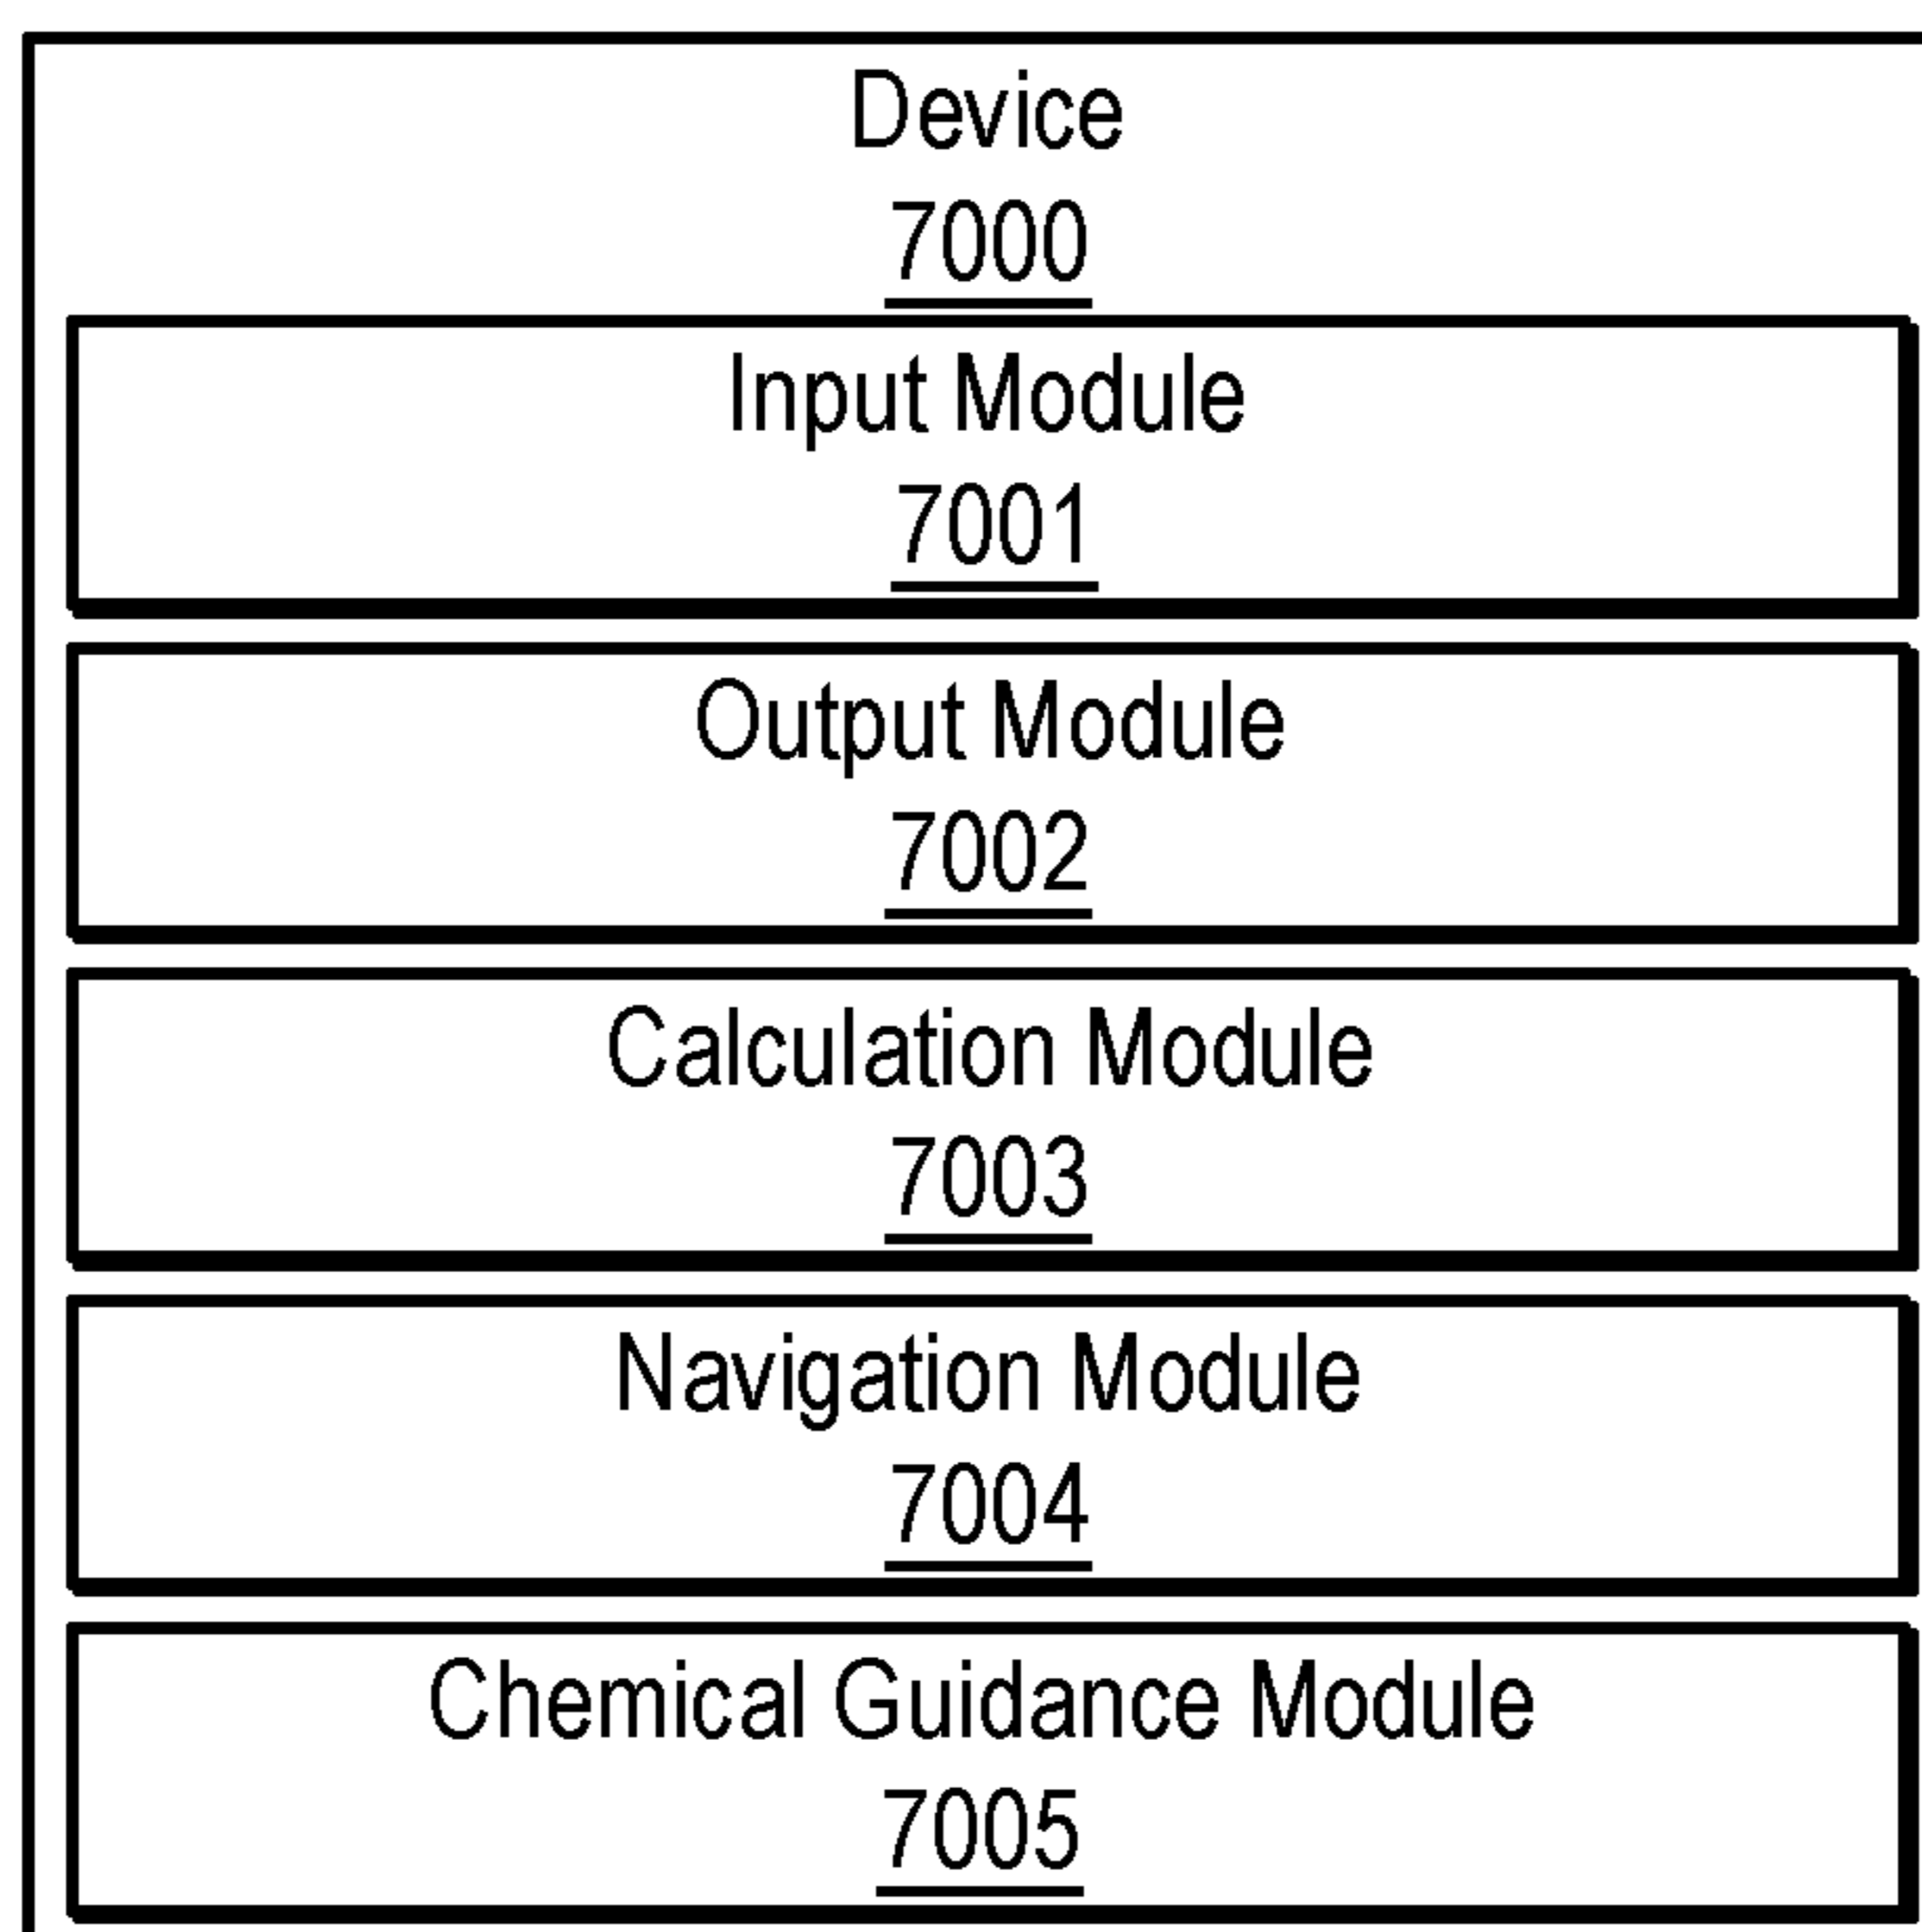 Device
7000
Input Module
7001
Output Module
7002
Calculation Module
7003
Navigation Module
7004
Chemical Guidance Module
7005